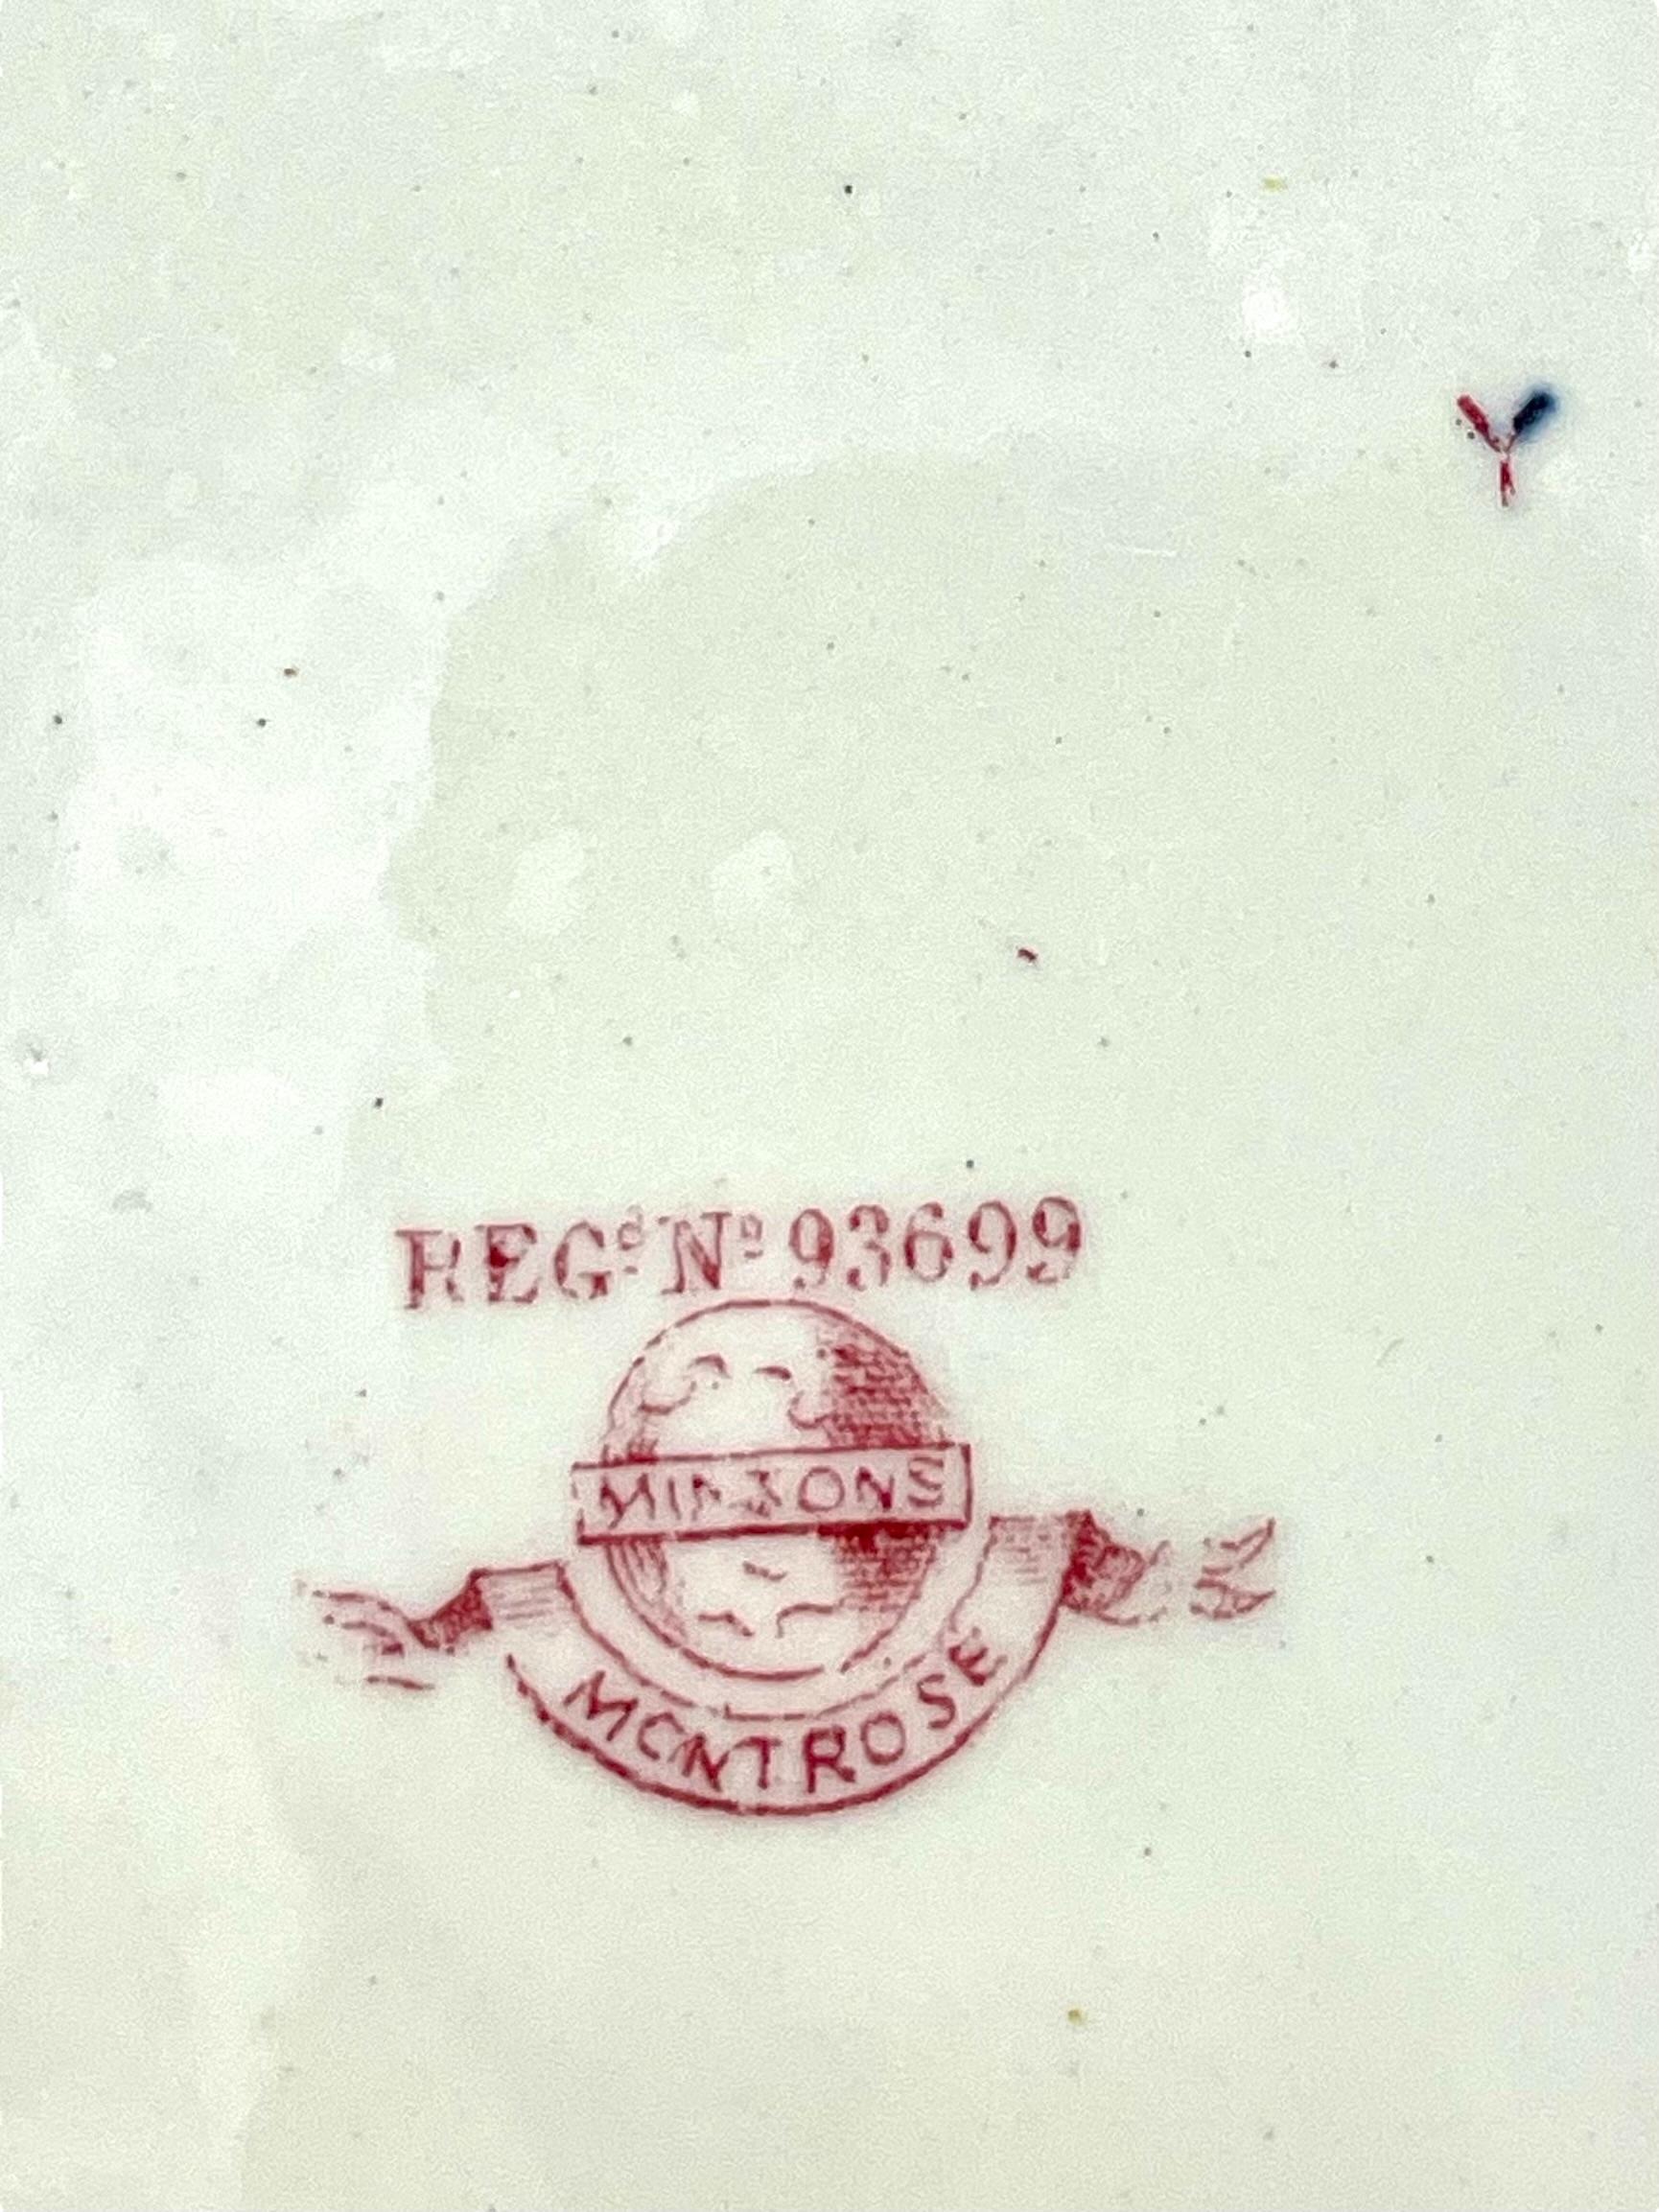 Y
REGᵈ Nº 93699
MINTONS
MONTROSE